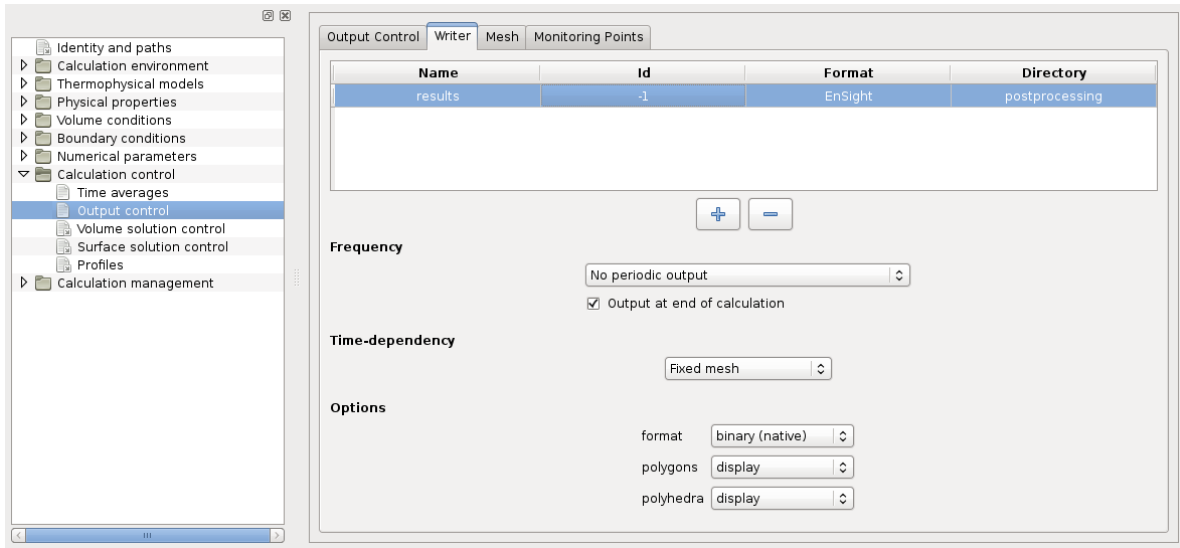 Identity and paths
Calculation environment
Thermophysical models
Physical properties
Volume conditions
Boundary conditions
Numerical parameters
Calculation control
Time averages
Output control
Volume solution control
Surface solution control
Profiles
Calculation management
Output Control Writer Mesh Monitoring Points
Name Id Format Directory
results -1 EnSight postprocessing
Frequency
No periodic output
Output at end of calculation
Time-dependency
Fixed mesh
Options
format binary (native)
polygons display
polyhedra display